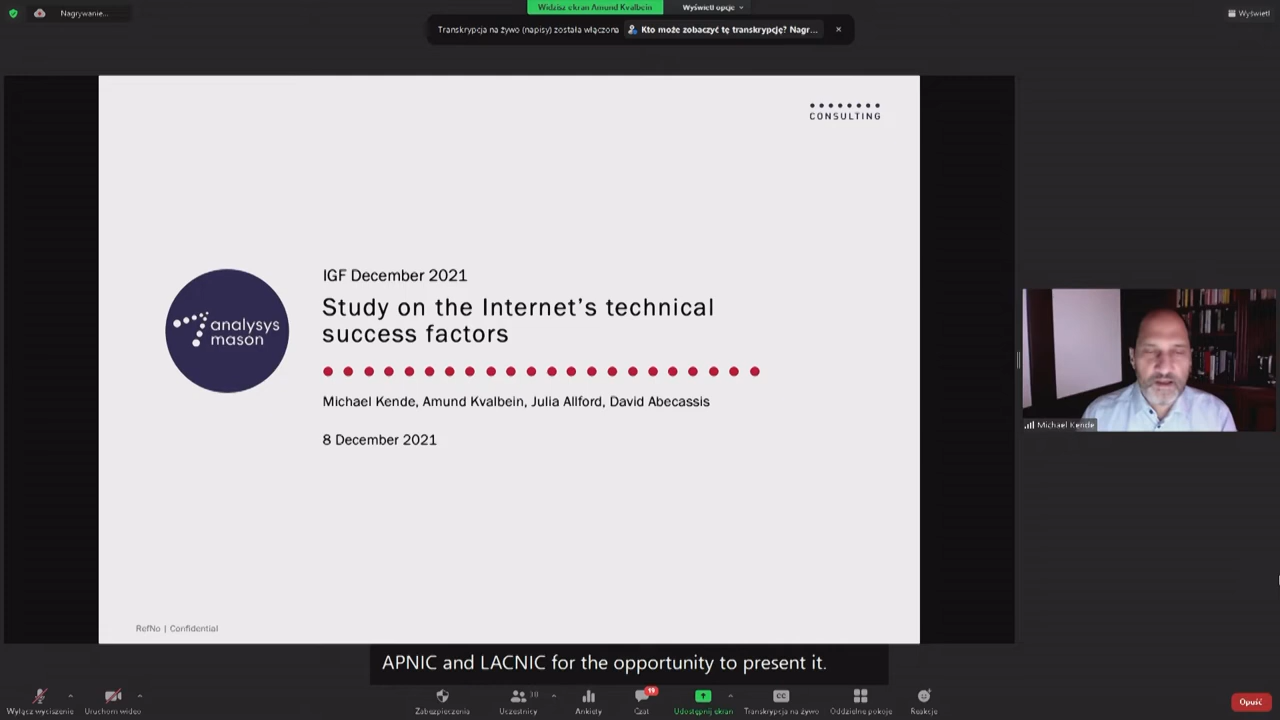 Nagrywanie...
Widzisz ekran Amund Kvalbein
Wyświetl opcje
Wyświetl
Transkrypcja na żywo (napisy) została włączona
Kto może zobaczyć tę transkrypcję? Nagr...
CONSULTING
IGF December 2021
Study on the Internet's technical
success factors
analysys
mason
Michael Kende, Amund Kvalbein, Julia Allford, David Abecassis
8 December 2021
Michael Kende
RefNo | Confidential
APNIC and LACNIC for the opportunity to present it.
Wyłącz wyciszenie
Uruchom wideo
Zabezpieczenia
Uczestnicy
Ankiety
Czat
Udostępnij ekran
CC
Transkrypcja na żywo
Oddzielne pokoje
Reakcje
Opuść